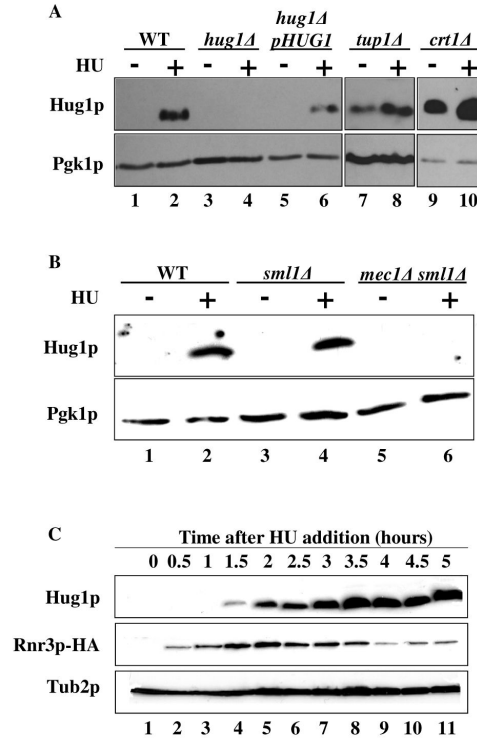 A
WT hug1Δ hug1Δ pHUG1 tup1Δ crt1Δ
HU - + - + - + - + - +
Hug1p
Pgk1p
1 2 3 4 5 6 7 8 9 10
B
WT sml1Δ mec1Δ sml1Δ
HU - + - + - +
Hug1p
Pgk1p
1 2 3 4 5 6
C
Time after HU addition (hours)
0 0.5 1 1.5 2 2.5 3 3.5 4 4.5 5
Hug1p
Rnr3p-HA
Tub2p
1 2 3 4 5 6 7 8 9 10 11